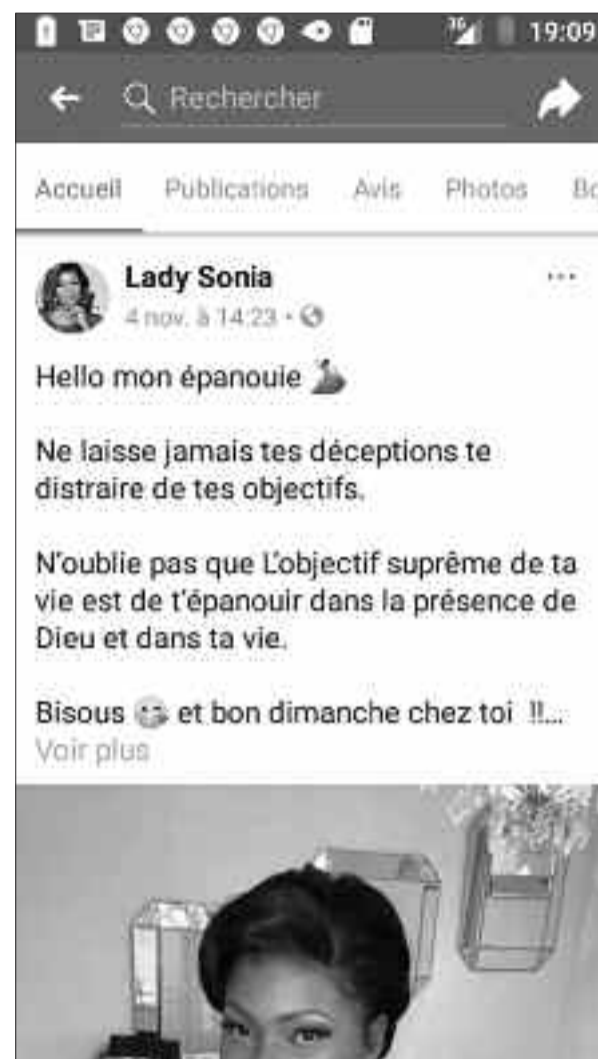 3G 19:09
Rechercher
Accueil Publications Avis Photos Bo
Lady Sonia
4 nov. à 14:23
Hello mon épanouie
Ne laisse jamais tes déceptions te
distraire de tes objectifs.
N'oublie pas que L'objectif suprême de ta
vie est de t'épanouir dans la présence de
Dieu et dans ta vie.
Bisous et bon dimanche chez toi !!...
Voir plus